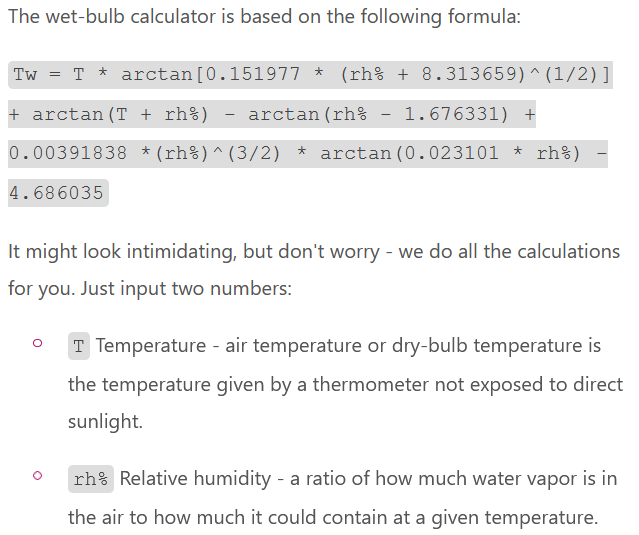 The wet-bulb calculator is based on the following formula:
Tw = T * arctan[0.151977 * (rh% + 8.313659)^(1/2)]
+ arctan(T + rh%) - arctan(rh% - 1.676331) +
0.00391838 *(rh%)^(3/2) * arctan(0.023101 * rh%) -
4.686035
It might look intimidating, but don't worry - we do all the calculations
for you. Just input two numbers:
T Temperature - air temperature or dry-bulb temperature is
the temperature given by a thermometer not exposed to direct
sunlight.
rh% Relative humidity - a ratio of how much water vapor is in
the air to how much it could contain at a given temperature.